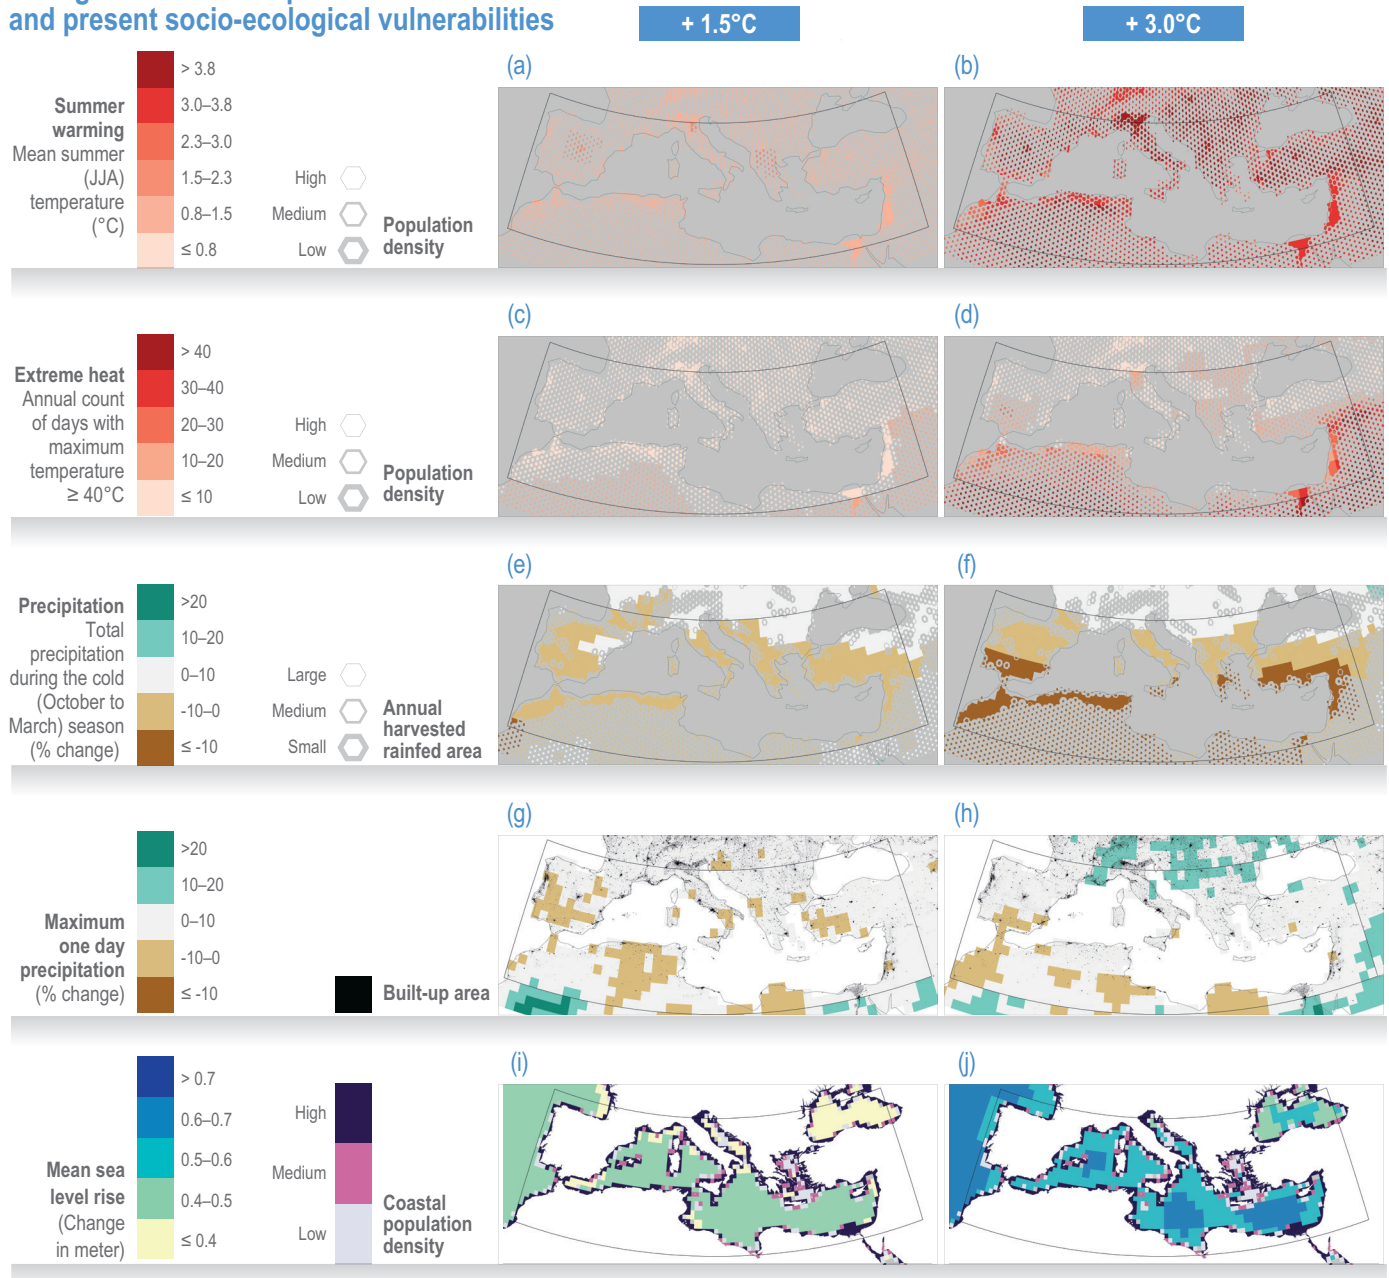 and present socio-ecological vulnerabilities
+ 1.5°C
+ 3.0°C
(a)
(b)
Summer
warming
Mean summer
(JJA)
temperature
(°C)
> 3.8
3.0–3.8
2.3–3.0
1.5–2.3
0.8–1.5
≤ 0.8
High
Medium
Low
Population
density
(c)
(d)
Extreme heat
Annual count
of days with
maximum
temperature
≥ 40°C
> 40
30–40
20–30
10–20
≤ 10
High
Medium
Low
Population
density
(e)
(f)
Precipitation
Total
precipitation
during the cold
(October to
March) season
(% change)
>20
10–20
0–10
-10–0
≤ -10
Large
Medium
Small
Annual
harvested
rainfed area
(g)
(h)
Maximum
one day
precipitation
(% change)
>20
10–20
0–10
-10–0
≤ -10
Built-up area
(i)
(j)
Mean sea
level rise
(Change
in meter)
> 0.7
0.6–0.7
0.5–0.6
0.4–0.5
≤ 0.4
High
Medium
Low
Coastal
population
density